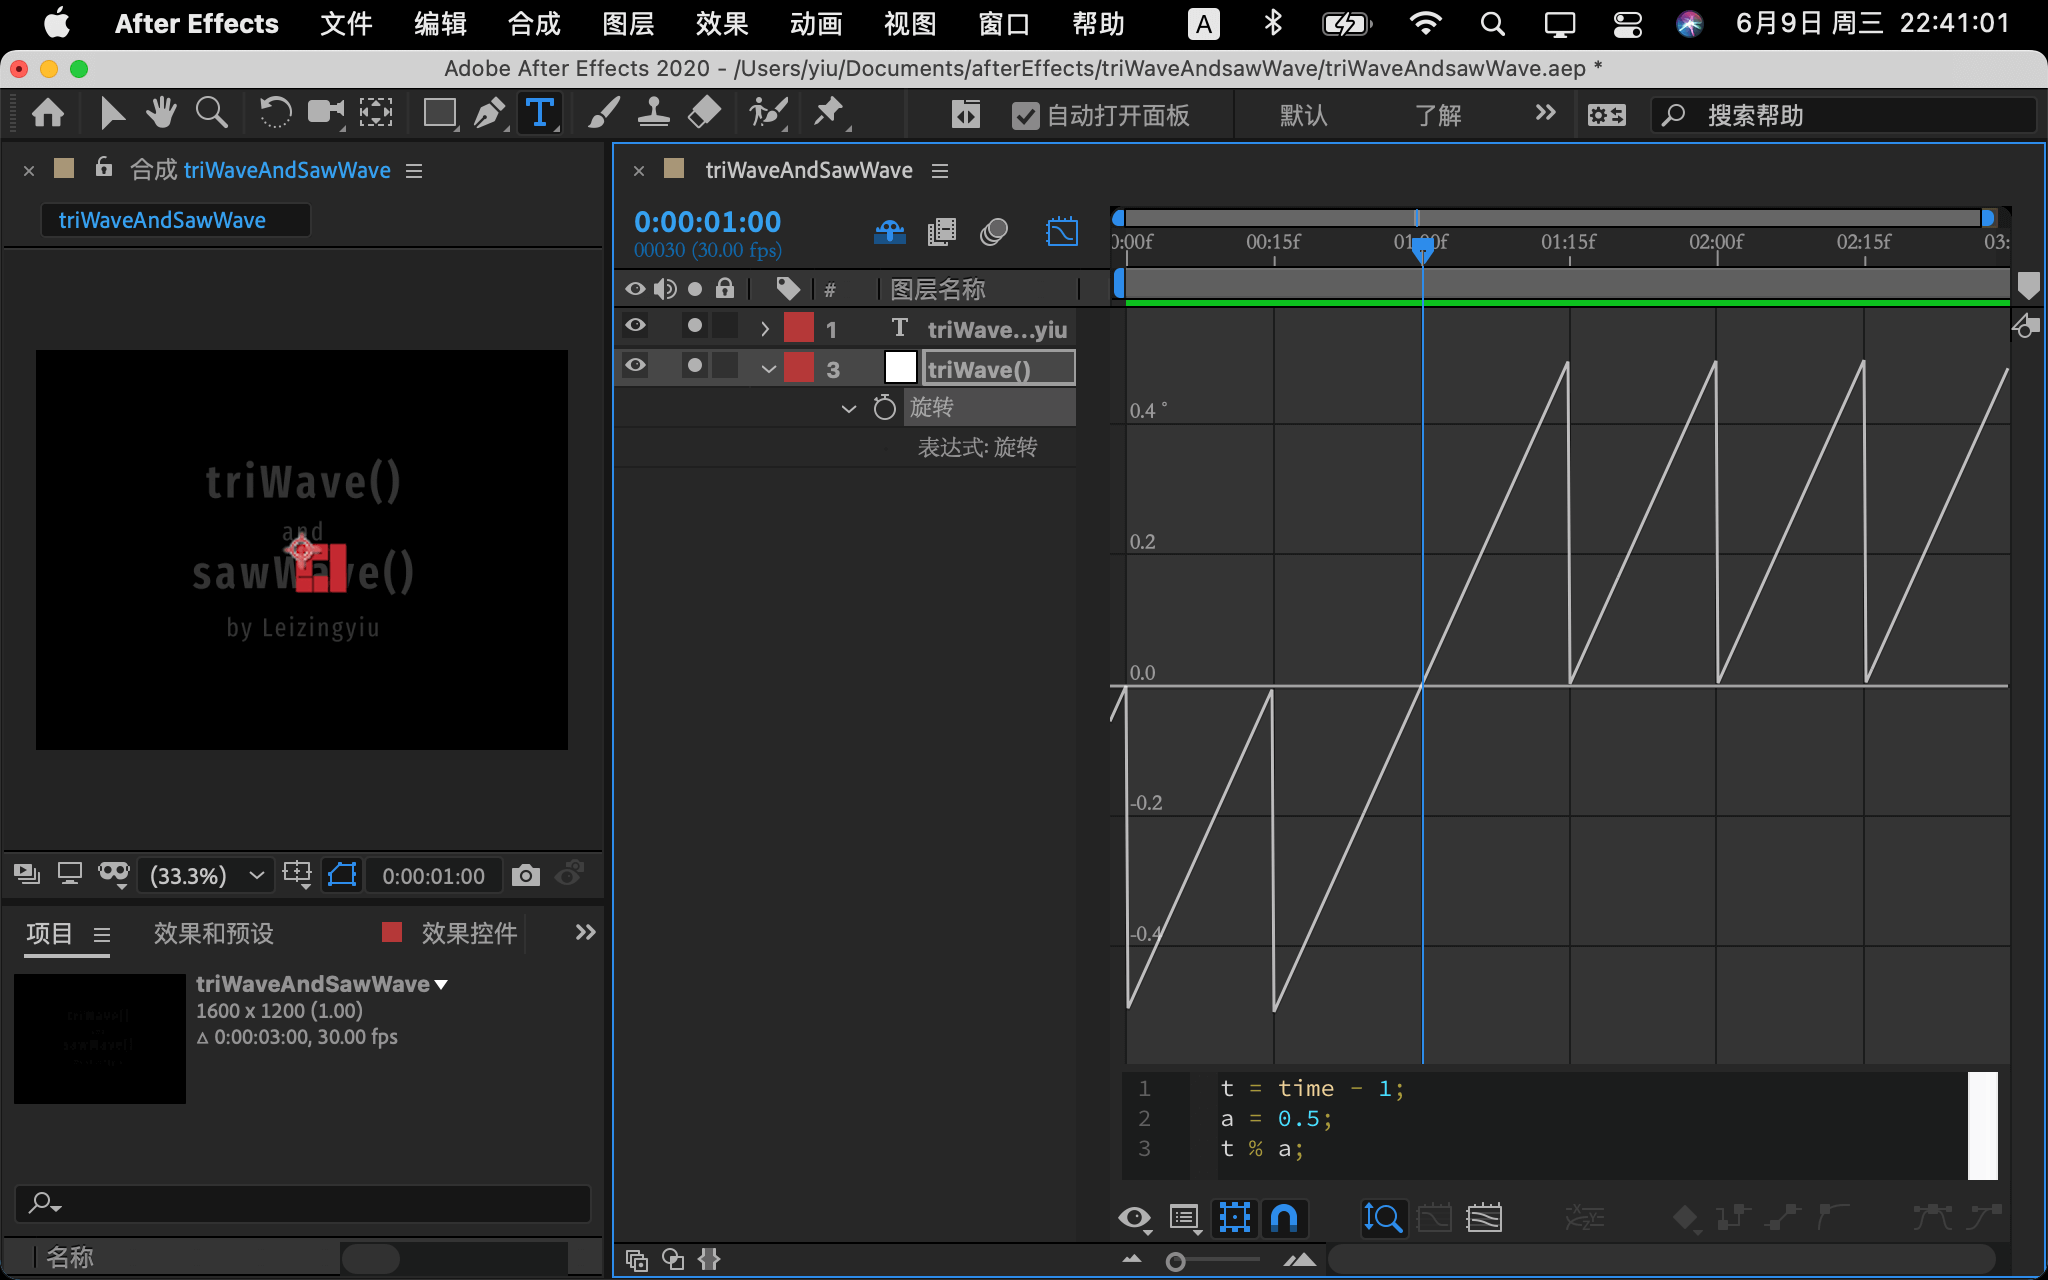 After Effects 文件 编辑 合成 图层 效果 动画 视图 窗口 帮助 A 6月9日 周三 22:41:01
Adobe After Effects 2020 - /Users/yiu/Documents/afterEffects/triWaveAndsawWave/triWaveAndsawWave.aep *
T 自动打开面板 默认 了解 搜索帮助
合成 triWaveAndSawWave
triWaveAndSawWave
triWave()
and
sawWave()
by Leizingyiu
(33.3%) 0:00:01:00
项目 效果和预设 效果控件
triWaveAndSawWave
1600 x 1200 (1.00)
Δ 0:00:03:00, 30.00 fps
名称
triWaveAndSawWave
0:00:01:00
00030 (30.00 fps)
0:00f 00:15f 01:00f 01:15f 02:00f 02:15f 03:
# 图层名称
1 T triWave...yiu
3 triWave()
旋转
表达式: 旋转
0.4 °
0.2
0.0
-0.2
-0.4
1 t = time - 1;
2 a = 0.5;
3 t % a;